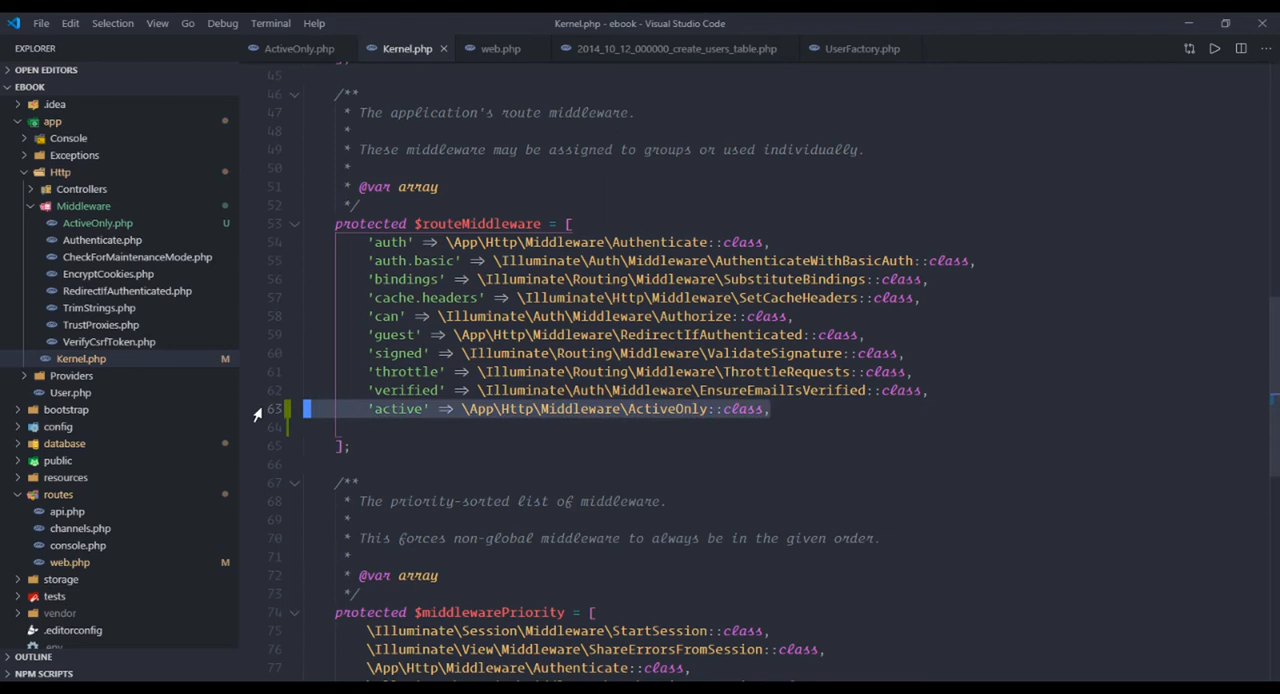 File Edit Selection View Go Debug Terminal Help Kernel.php - ebook - Visual Studio Code
EXPLORER
ActiveOnly.php Kernel.php web.php 2014_10_12_000000_create_users_table.php UserFactory.php
OPEN EDITORS
EBOOK
.idea
app
Console
Exceptions
Http
Controllers
Middleware
ActiveOnly.php U
Authenticate.php
CheckForMaintenanceMode.php
EncryptCookies.php
RedirectIfAuthenticated.php
TrimStrings.php
TrustProxies.php
VerifyCsrfToken.php
Kernel.php M
Providers
User.php
bootstrap
config
database
public
resources
routes
api.php
channels.php
console.php
web.php M
storage
tests
vendor
.editorconfig
.env
OUTLINE
NPM SCRIPTS
45
46 /**
47 * The application's route middleware.
48 *
49 * These middleware may be assigned to groups or used individually.
50 *
51 * @var array
52 */
53 protected $routeMiddleware = [
54 'auth' => \App\Http\Middleware\Authenticate::class,
55 'auth.basic' => \Illuminate\Auth\Middleware\AuthenticateWithBasicAuth::class,
56 'bindings' => \Illuminate\Routing\Middleware\SubstituteBindings::class,
57 'cache.headers' => \Illuminate\Http\Middleware\SetCacheHeaders::class,
58 'can' => \Illuminate\Auth\Middleware\Authorize::class,
59 'guest' => \App\Http\Middleware\RedirectIfAuthenticated::class,
60 'signed' => \Illuminate\Routing\Middleware\ValidateSignature::class,
61 'throttle' => \Illuminate\Routing\Middleware\ThrottleRequests::class,
62 'verified' => \Illuminate\Auth\Middleware\EnsureEmailIsVerified::class,
63 'active' => \App\Http\Middleware\ActiveOnly::class,
64
65 ];
66
67 /**
68 * The priority-sorted list of middleware.
69 *
70 * This forces non-global middleware to always be in the given order.
71 *
72 * @var array
73 */
74 protected $middlewarePriority = [
75 \Illuminate\Session\Middleware\StartSession::class,
76 \Illuminate\View\Middleware\ShareErrorsFromSession::class,
77 \App\Http\Middleware\Authenticate::class,